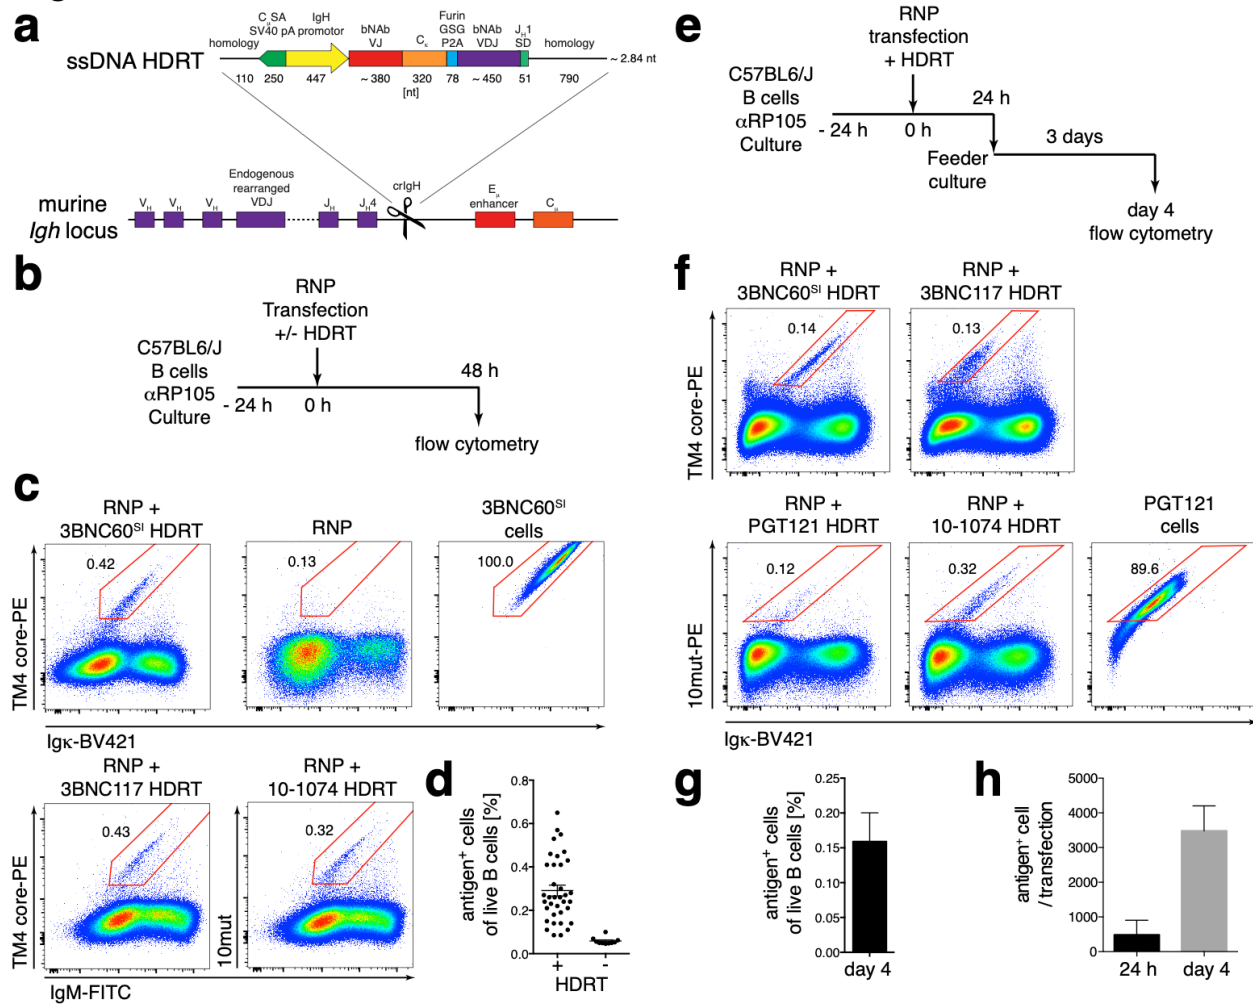 a
ssDNA HDRT
homology
CμSA
SV40 pA
IgH
promotor
bNAb
VJ
Cκ
Furin
GSG
P2A
bNAb
VDJ
JH1
SD
homology
~ 2.84 nt
110 250 447 ~ 380 320 78 ~ 450 51 790
[nt]
murine
Igh locus
VH VH VH
Endogenous
rearranged
VDJ
JH JH4
crIgH
Eμ
enhancer
Cμ
b
RNP
Transfection
+/- HDRT
C57BL6/J
B cells
αRP105
Culture
- 24 h
0 h
48 h
flow cytometry
c
RNP +
3BNC60SI HDRT
0.42
RNP
0.13
3BNC60SI
cells
100.0
TM4 core-PE
Igκ-BV421
RNP +
3BNC117 HDRT
0.43
TM4 core-PE
RNP +
10-1074 HDRT
0.32
10mut
IgM-FITC
d
antigen+ cells
of live B cells [%]
0.8
0.6
0.4
0.2
0.0
+ -
HDRT
e
RNP
transfection
+ HDRT
C57BL6/J
B cells
αRP105
Culture
- 24 h
0 h
24 h
Feeder
culture
3 days
day 4
flow cytometry
f
RNP +
3BNC60SI HDRT
0.14
RNP +
3BNC117 HDRT
0.13
TM4 core-PE
RNP +
PGT121 HDRT
0.12
RNP +
10-1074 HDRT
0.32
PGT121
cells
89.6
10mut-PE
Igκ-BV421
g
antigen+ cells
of live B cells [%]
0.25
0.20
0.15
0.10
0.05
0.00
day 4
h
antigen+ cell
/ transfection
5000
4000
3000
2000
1000
0
24 h day 4